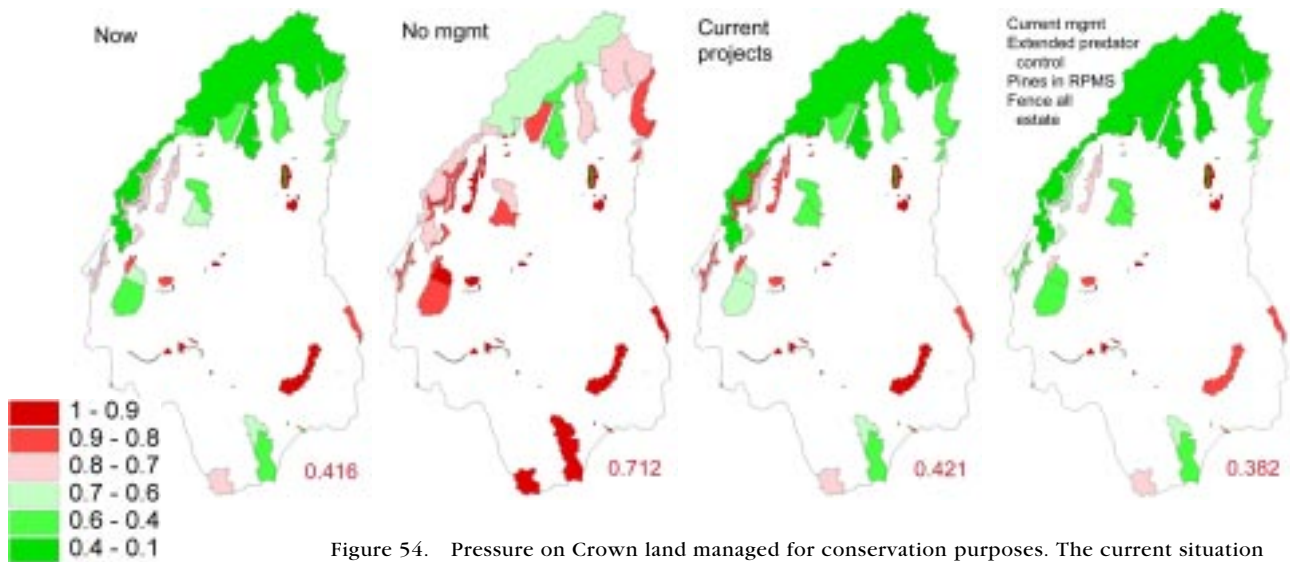 Now
No mgmt
Current
projects
Current mgmt
Extended predator
control
Pines in RPMS
Fence all
estate
1 - 0.9
0.9 - 0.8
0.8 - 0.7
0.7 - 0.6
0.6 - 0.4
0.4 - 0.1
0.416
0.712
0.421
0.382
Figure 54. Pressure on Crown land managed for conservation purposes. The current situation